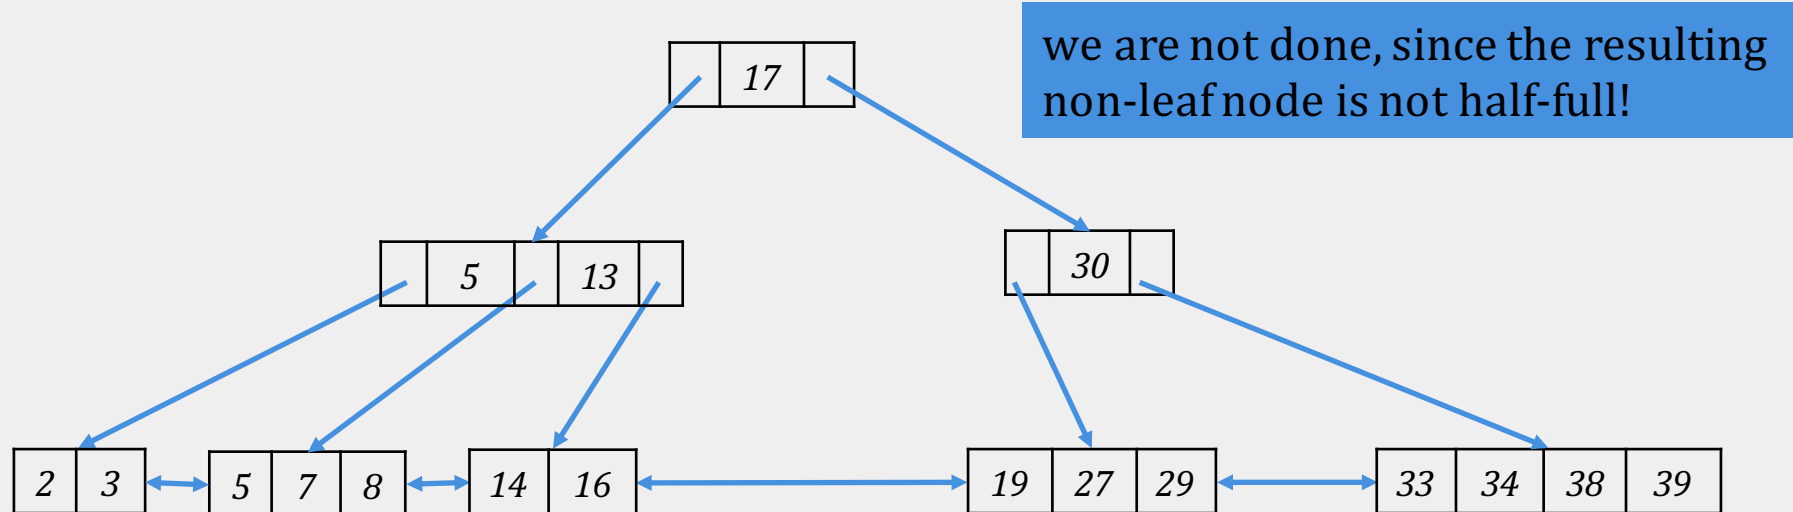 we are not done, since the resulting
non-leaf node is not half-full!
17
5 13
30
2 3
5 7 8
14 16
19 27 29
33 34 38 39